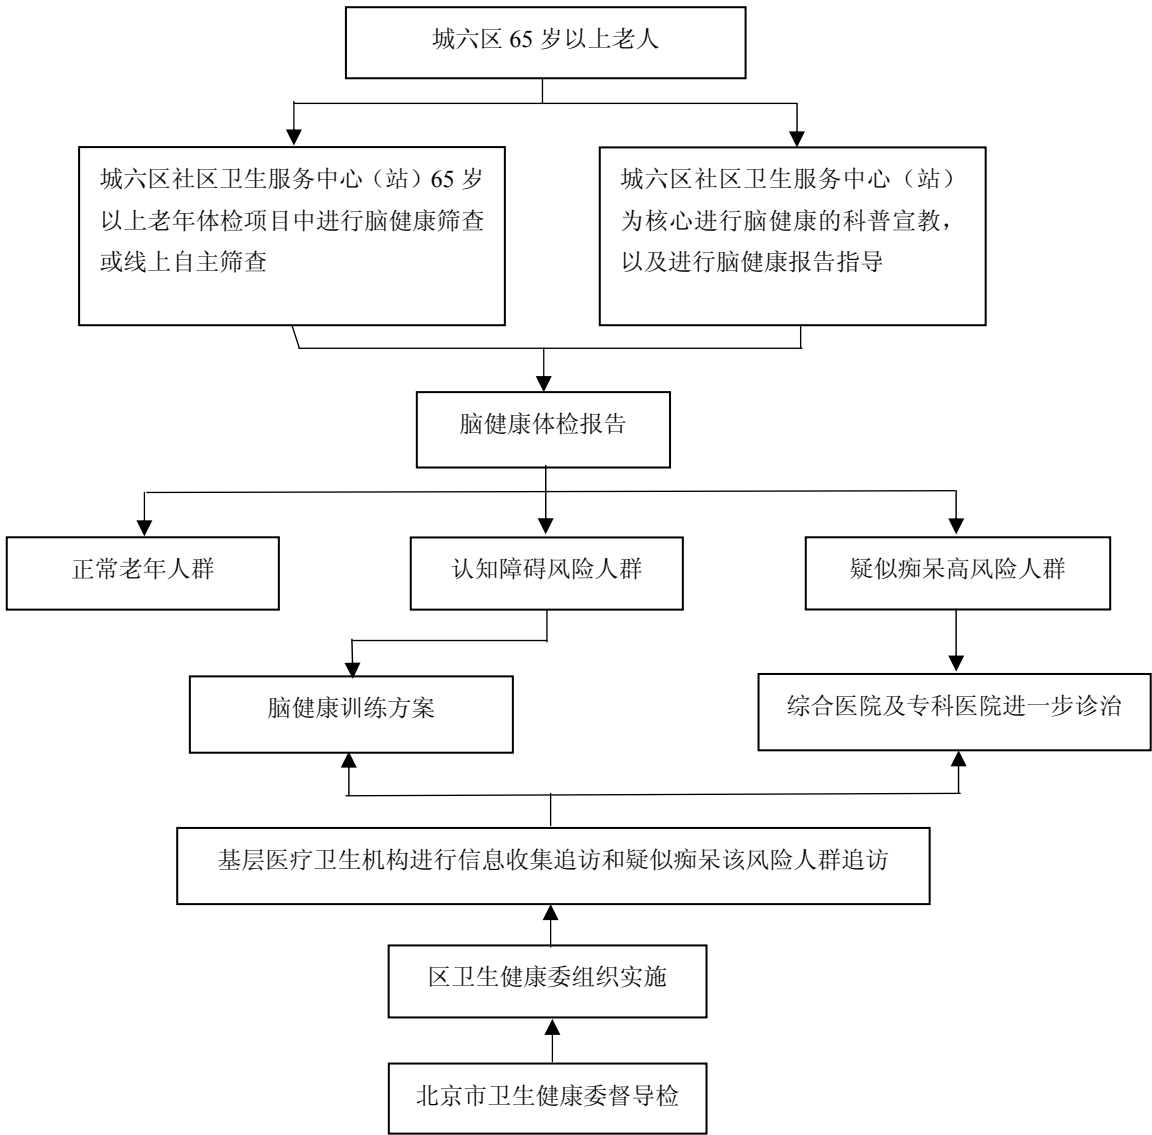 城六区 65 岁以上老人
城六区社区卫生服务中心（站）65 岁
以上老年体检项目中进行脑健康筛查
或线上自主筛查
城六区社区卫生服务中心（站）
为核心进行脑健康的科普宣教，
以及进行脑健康报告指导
脑健康体检报告
正常老年人群
认知障碍风险人群
疑似痴呆高风险人群
脑健康训练方案
综合医院及专科医院进一步诊治
基层医疗卫生机构进行信息收集追访和疑似痴呆该风险人群追访
区卫生健康委组织实施
北京市卫生健康委督导检